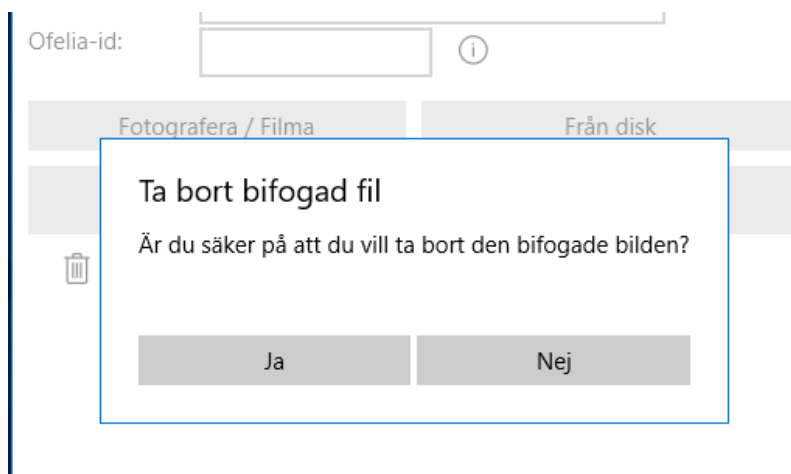 Ofelia-id:
Fotografera / Filma
Från disk
Ta bort bifogad fil
Är du säker på att du vill ta bort den bifogade bilden?
Ja
Nej